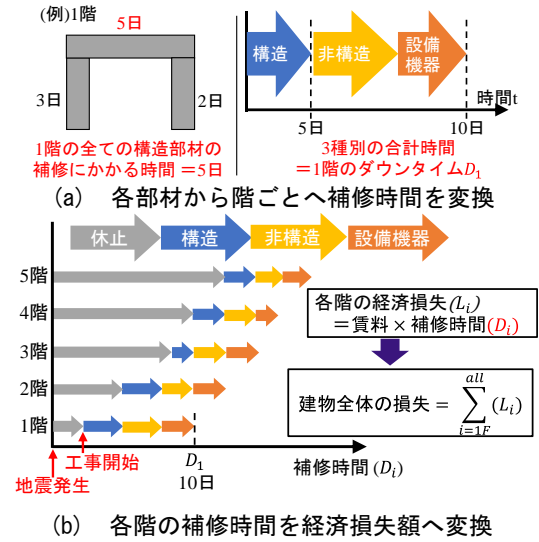 (例)1階
5日
3日
2日
1階の全ての構造部材の
補修にかかる時間 ＝5日
構造
非構造
設備
機器
時間t
5日
10日
3種別の合計時間
＝1階のダウンタイムD₁
(a) 各部材から階ごとへ補修時間を変換
休止
構造
非構造
設備機器
5階
4階
3階
2階
1階
各階の経済損失(Lᵢ)
＝賃料×補修時間(Dᵢ)
建物全体の損失＝ ∑_{i=1F}^{all} (Lᵢ)
工事開始
地震発生
D₁
10日
補修時間(Dᵢ)
(b) 各階の補修時間を経済損失額へ変換